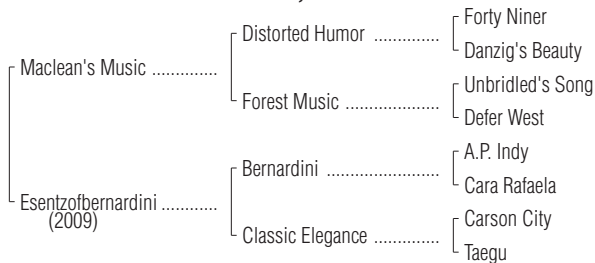 Maclean's Music ..............
Distorted Humor ..............
Forty Niner
Danzig's Beauty
Forest Music ....................
Unbridled's Song
Defer West
Esentzofbernardini ............
(2009)
Bernardini ........................
A.P. Indy
Cara Rafaela
Classic Elegance ..............
Carson City
Taegu